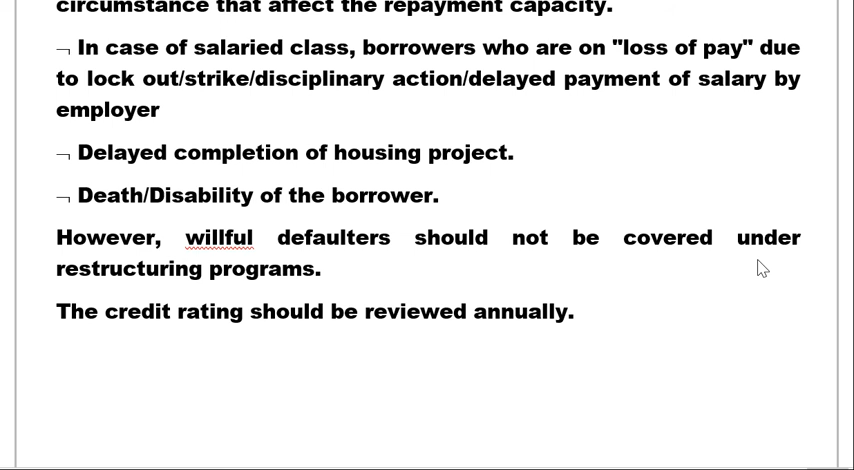 circumstance that affect the repayment capacity.
¬ In case of salaried class, borrowers who are on "loss of pay" due
to lock out/strike/disciplinary action/delayed payment of salary by
employer
¬ Delayed completion of housing project.
¬ Death/Disability of the borrower.
However, willful defaulters should not be covered under
restructuring programs.
The credit rating should be reviewed annually.